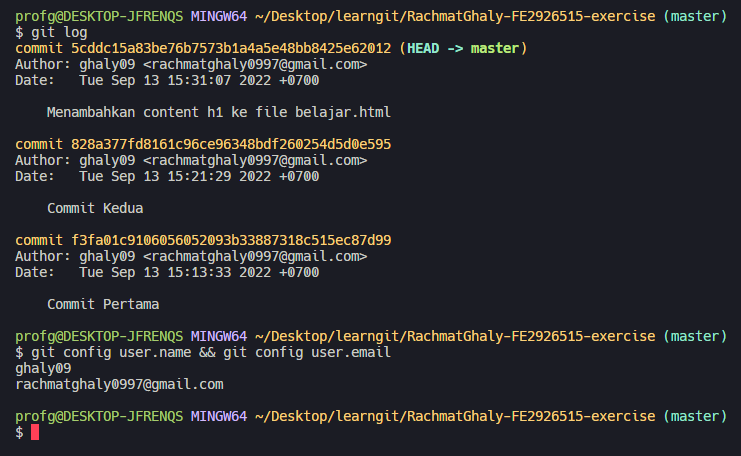 profg@DESKTOP-JFRENQS MINGW64 ~/Desktop/learngit/RachmatGhaly-FE2926515-exercise (master)
$ git log
commit 5cddc15a83be76b7573b1a4a5e48bb8425e62012 (HEAD -> master)
Author: ghaly09 <rachmatghaly0997@gmail.com>
Date:   Tue Sep 13 15:31:07 2022 +0700

    Menambahkan content h1 ke file belajar.html

commit 828a377fd8161c96ce96348bdf260254d5d0e595
Author: ghaly09 <rachmatghaly0997@gmail.com>
Date:   Tue Sep 13 15:21:29 2022 +0700

    Commit Kedua

commit f3fa01c9106056052093b33887318c515ec87d99
Author: ghaly09 <rachmatghaly0997@gmail.com>
Date:   Tue Sep 13 15:13:33 2022 +0700

    Commit Pertama

profg@DESKTOP-JFRENQS MINGW64 ~/Desktop/learngit/RachmatGhaly-FE2926515-exercise (master)
$ git config user.name && git config user.email
ghaly09
rachmatghaly0997@gmail.com

profg@DESKTOP-JFRENQS MINGW64 ~/Desktop/learngit/RachmatGhaly-FE2926515-exercise (master)
$